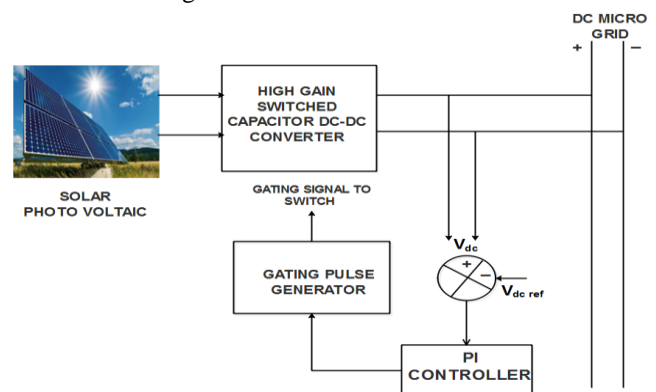 DC MICRO
GRID
+ −
HIGH GAIN
SWITCHED
CAPACITOR DC-DC
CONVERTER
SOLAR
PHOTO VOLTAIC
GATING SIGNAL TO
SWITCH
GATING PULSE
GENERATOR
Vdc
+
−
Vdc ref
PI
CONTROLLER